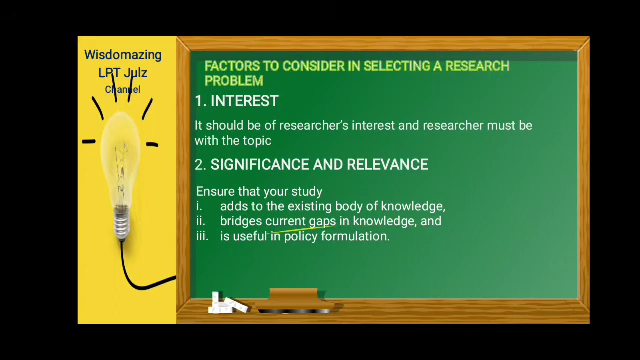 Wisdomazing
LPT Julz
Channel
FACTORS TO CONSIDER IN SELECTING A RESEARCH
PROBLEM
1. INTEREST
It should be of researcher's interest and researcher must be
with the topic
2. SIGNIFICANCE AND RELEVANCE
Ensure that your study
i. adds to the existing body of knowledge,
ii. bridges current gaps in knowledge, and
iii. is useful in policy formulation.